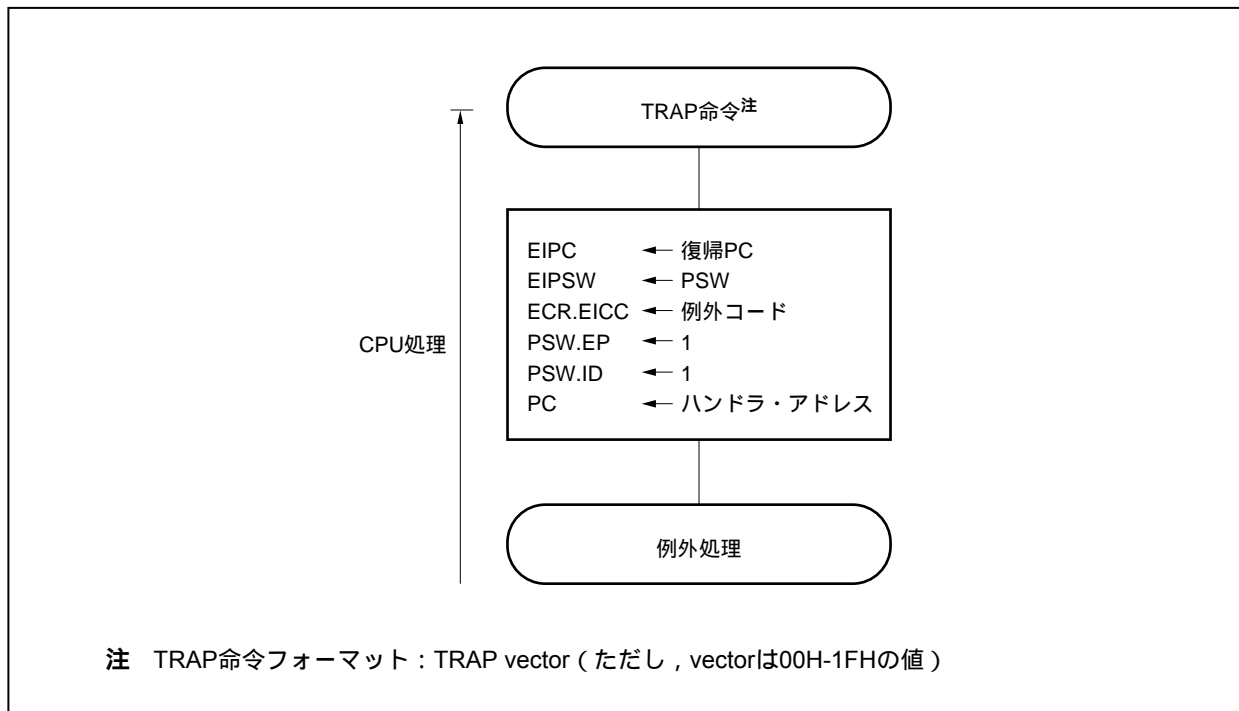 TRAP命令注
CPU処理
EIPC ← 復帰PC
EIPSW ← PSW
ECR.EICC ← 例外コード
PSW.EP ← 1
PSW.ID ← 1
PC ← ハンドラ・アドレス
例外処理
注 TRAP命令フォーマット：TRAP vector（ただし，vectorは00H-1FHの値）